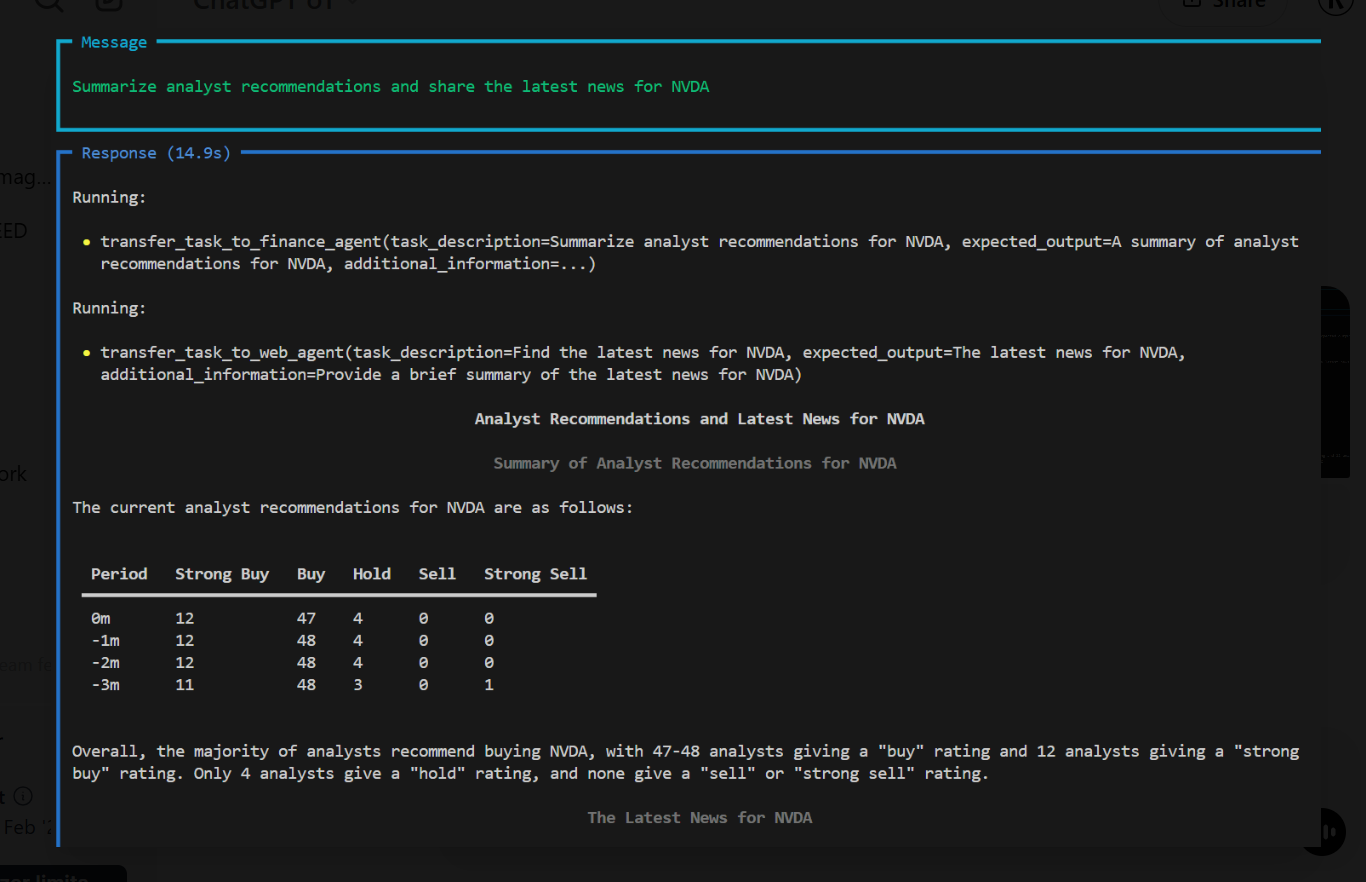 ChatGPT o1
Share
Message
Summarize analyst recommendations and share the latest news for NVDA
Response (14.9s)
Running:
• transfer_task_to_finance_agent(task_description=Summarize analyst recommendations for NVDA, expected_output=A summary of analyst
recommendations for NVDA, additional_information=...)
Running:
• transfer_task_to_web_agent(task_description=Find the latest news for NVDA, expected_output=The latest news for NVDA,
additional_information=Provide a brief summary of the latest news for NVDA)
Analyst Recommendations and Latest News for NVDA
Summary of Analyst Recommendations for NVDA
The current analyst recommendations for NVDA are as follows:
Period Strong Buy Buy Hold Sell Strong Sell
0m 12 47 4 0 0
-1m 12 48 4 0 0
-2m 12 48 4 0 0
-3m 11 48 3 0 1
Overall, the majority of analysts recommend buying NVDA, with 47-48 analysts giving a "buy" rating and 12 analysts giving a "strong
buy" rating. Only 4 analysts give a "hold" rating, and none give a "sell" or "strong sell" rating.
The Latest News for NVDA
Feb